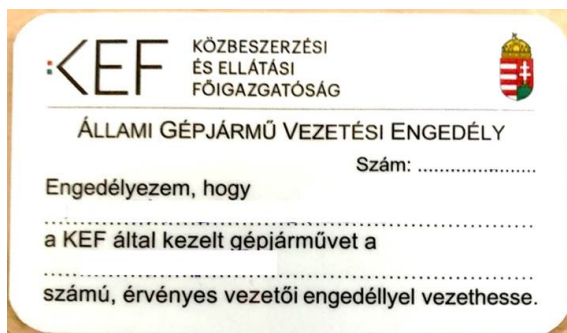 KEF
KÖZBESZERZÉSI
ÉS ELLÁTÁSI
FŐIGAZGATÓSÁG
ÁLLAMI GÉPJÁRMŰ VEZETÉSI ENGEDÉLY
Szám: ......................
Engedélyezem, hogy
..........................................................................................
a KEF által kezelt gépjárművet a
..........................................................................................
számú, érvényes vezetői engedéllyel vezethesse.